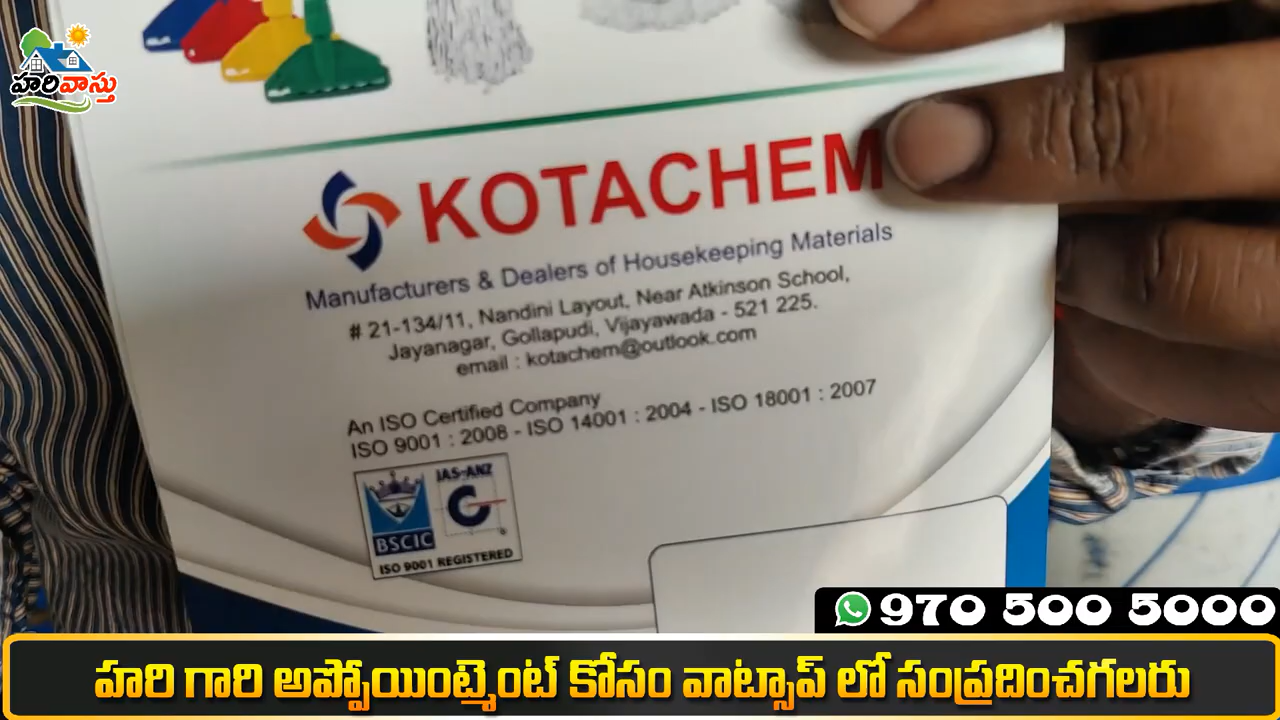 హరివాస్తు
KOTACHEM
Manufacturers & Dealers of Housekeeping Materials
# 21-134/11, Nandini Layout, Near Atkinson School,
Jayanagar, Gollapudi, Vijayawada - 521 225.
email : kotachem@outlook.com
An ISO Certified Company
ISO 9001 : 2008 - ISO 14001 : 2004 - ISO 18001 : 2007
JAS-ANZ
BSCIC
ISO 9001 REGISTERED
970 500 5000
హరి గారి అప్పోయింట్మెంట్ కోసం వాట్సాప్ లో సంప్రదించగలరు